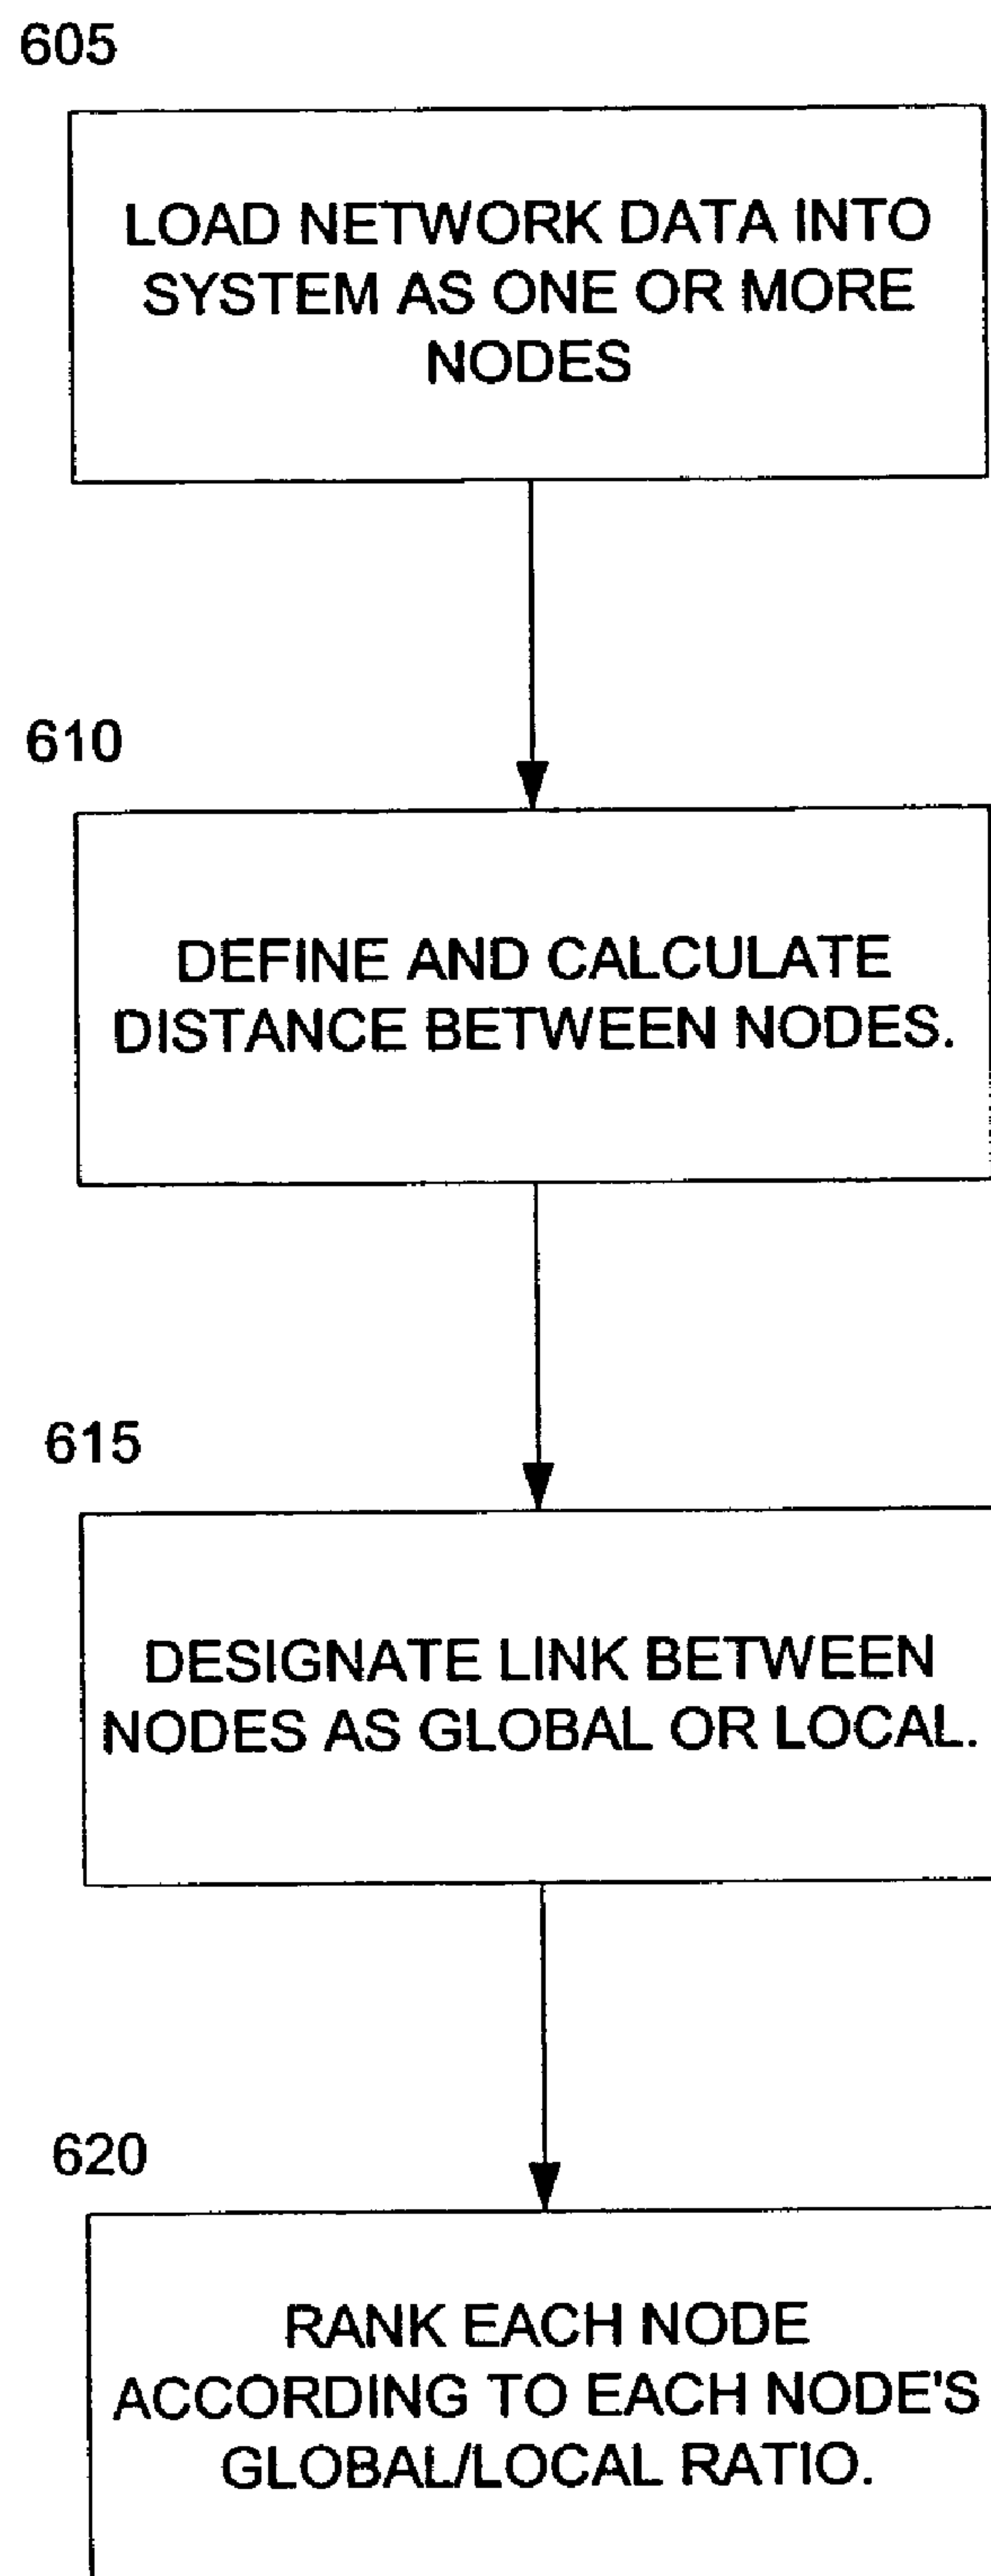 605
LOAD NETWORK DATA INTO
SYSTEM AS ONE OR MORE
NODES
610
DEFINE AND CALCULATE
DISTANCE BETWEEN NODES.
615
DESIGNATE LINK BETWEEN
NODES AS GLOBAL OR LOCAL.
620
RANK EACH NODE
ACCORDING TO EACH NODE'S
GLOBAL/LOCAL RATIO.